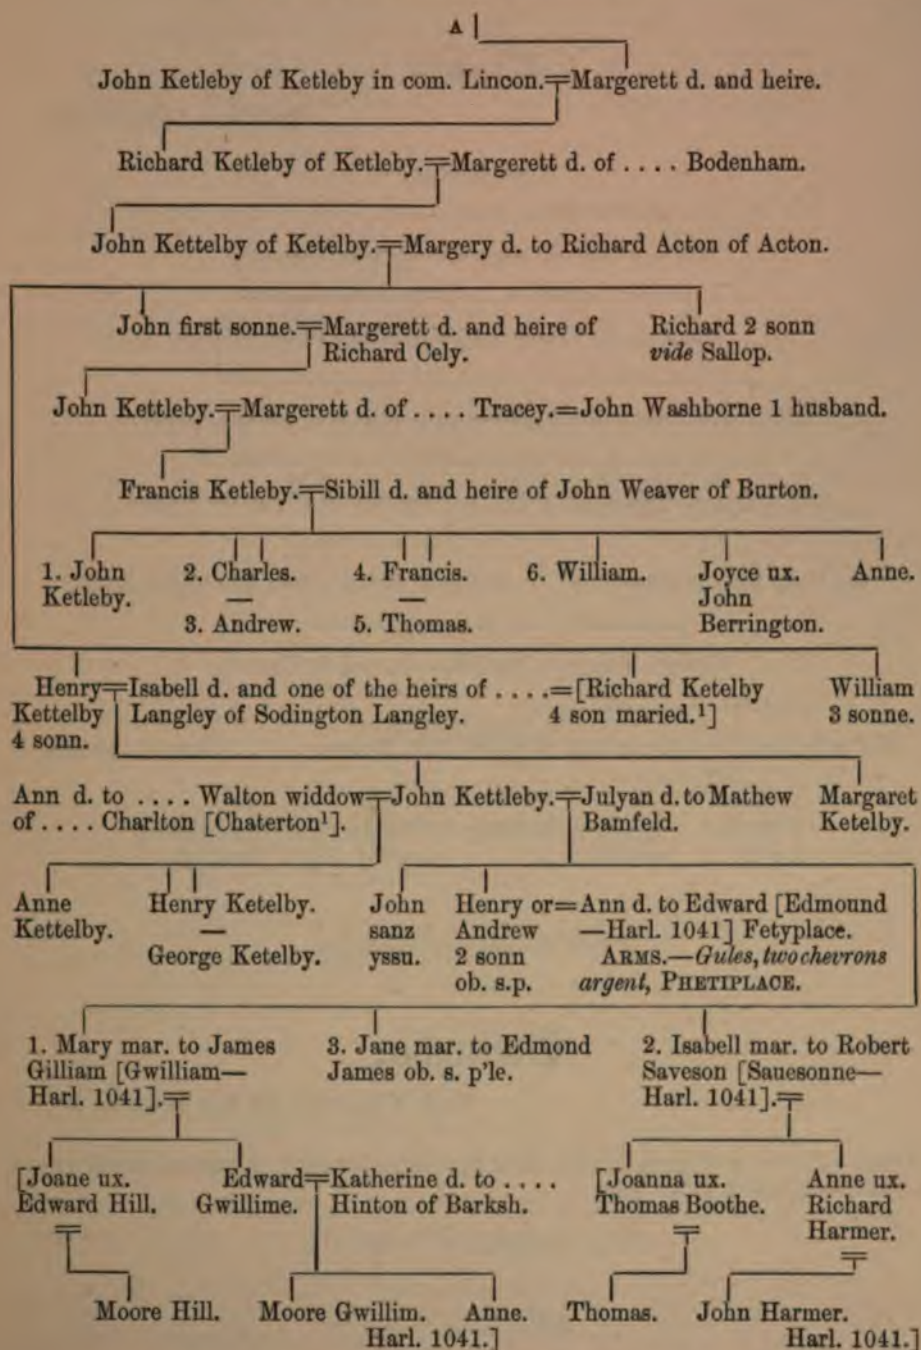 A
John Ketleby of Ketleby in com. Lincon.=Margerett d. and heire.
Richard Ketleby of Ketleby.=Margerett d. of . . . . Bodenham.
John Kettelby of Ketelby.=Margery d. to Richard Acton of Acton.
John first sonne.=Margerett d. and heire of Richard 2 sonn
Richard Cely. vide Sallop.
John Kettleby.=Margerett d. of . . . . Tracey.=John Washborne 1 husband.
Francis Ketleby.=Sibill d. and heire of John Weaver of Burton.
1. John 2. Charles. 4. Francis. 6. William. Joyce ux. Anne.
Ketleby. — — John
3. Andrew. 5. Thomas. Berrington.
Henry=Isabell d. and one of the heirs of . . . .=[Richard Ketelby William
Kettelby Langley of Sodington Langley. 4 son maried.¹] 3 sonne.
4 sonn.
Ann d. to . . . . Walton widdow=John Kettleby.=Julyan d. to Mathew Margaret
of . . . . Charlton [Chaterton¹]. Bamfeld. Ketelby.
Anne Henry Ketelby. John Henry or=Ann d. to Edward [Edmound
Kettelby. — sanz Andrew —Harl. 1041] Fetyplace.
George Ketelby. yssu. 2 sonn ARMS.—Gules, two chevrons
ob. s.p. argent, PHETIPLACE.
1. Mary mar. to James 3. Jane mar. to Edmond 2. Isabell mar. to Robert
Gilliam [Gwilliam— James ob. s. p'le. Saveson [Sauesonne—
Harl. 1041].= Harl. 1041].=
[Joane ux. Edward=Katherine d. to . . . . [Joanna ux. Anne ux.
Edward Hill. Gwillime. Hinton of Barksh. Thomas Boothe. Richard
Harmer.
Moore Hill. Moore Gwillim. Anne. Thomas. John Harmer.
Harl. 1041.] Harl. 1041.]